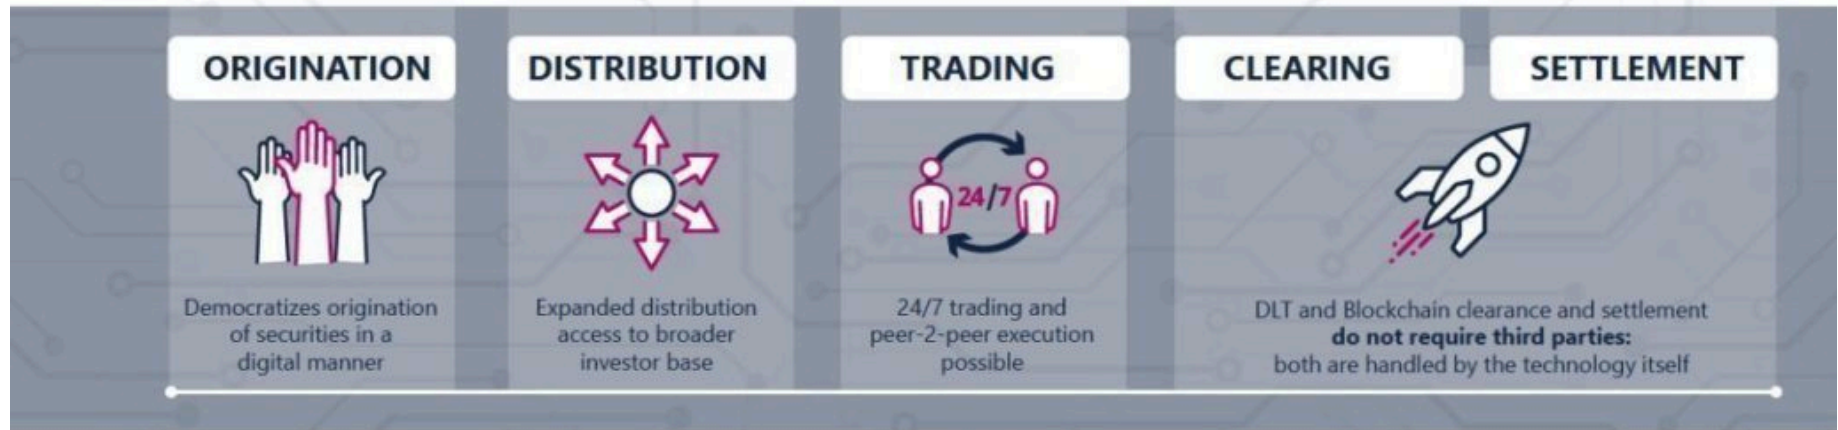 ORIGINATION
DISTRIBUTION
TRADING
CLEARING
SETTLEMENT
24/7
Democratizes origination
of securities in a
digital manner
Expanded distribution
access to broader
investor base
24/7 trading and
peer-2-peer execution
possible
DLT and Blockchain clearance and settlement
do not require third parties:
both are handled by the technology itself